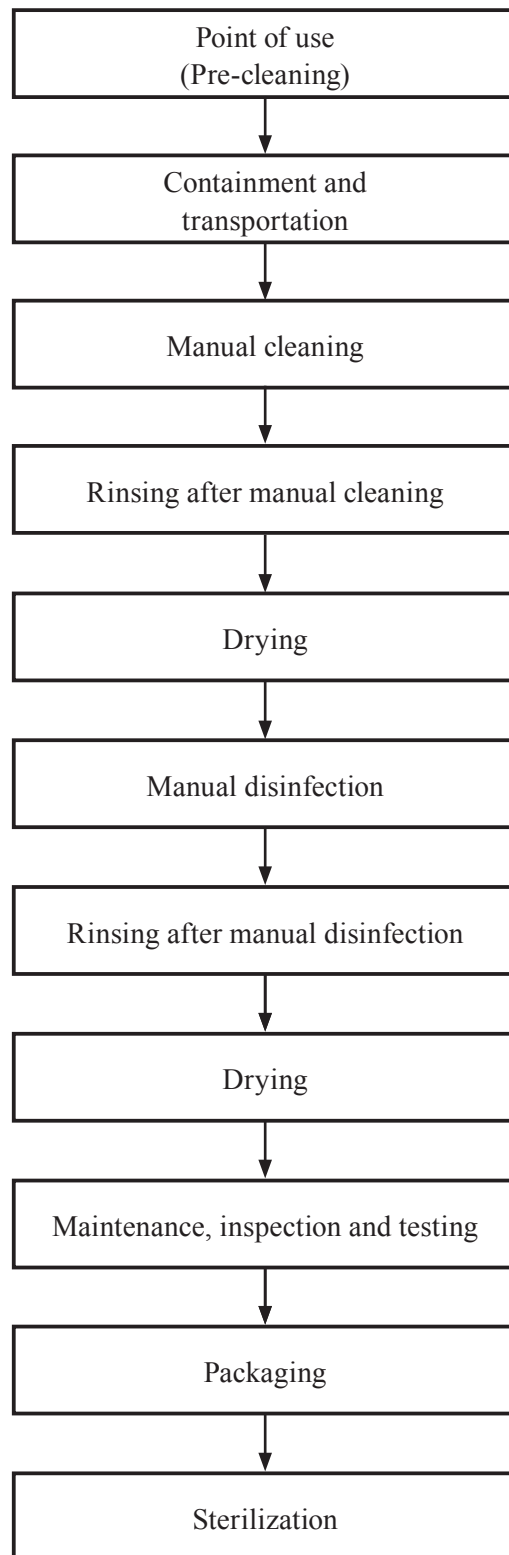 Point of use
(Pre-cleaning)
Containment and
transportation
Manual cleaning
Rinsing after manual cleaning
Drying
Manual disinfection
Rinsing after manual disinfection
Drying
Maintenance, inspection and testing
Packaging
Sterilization